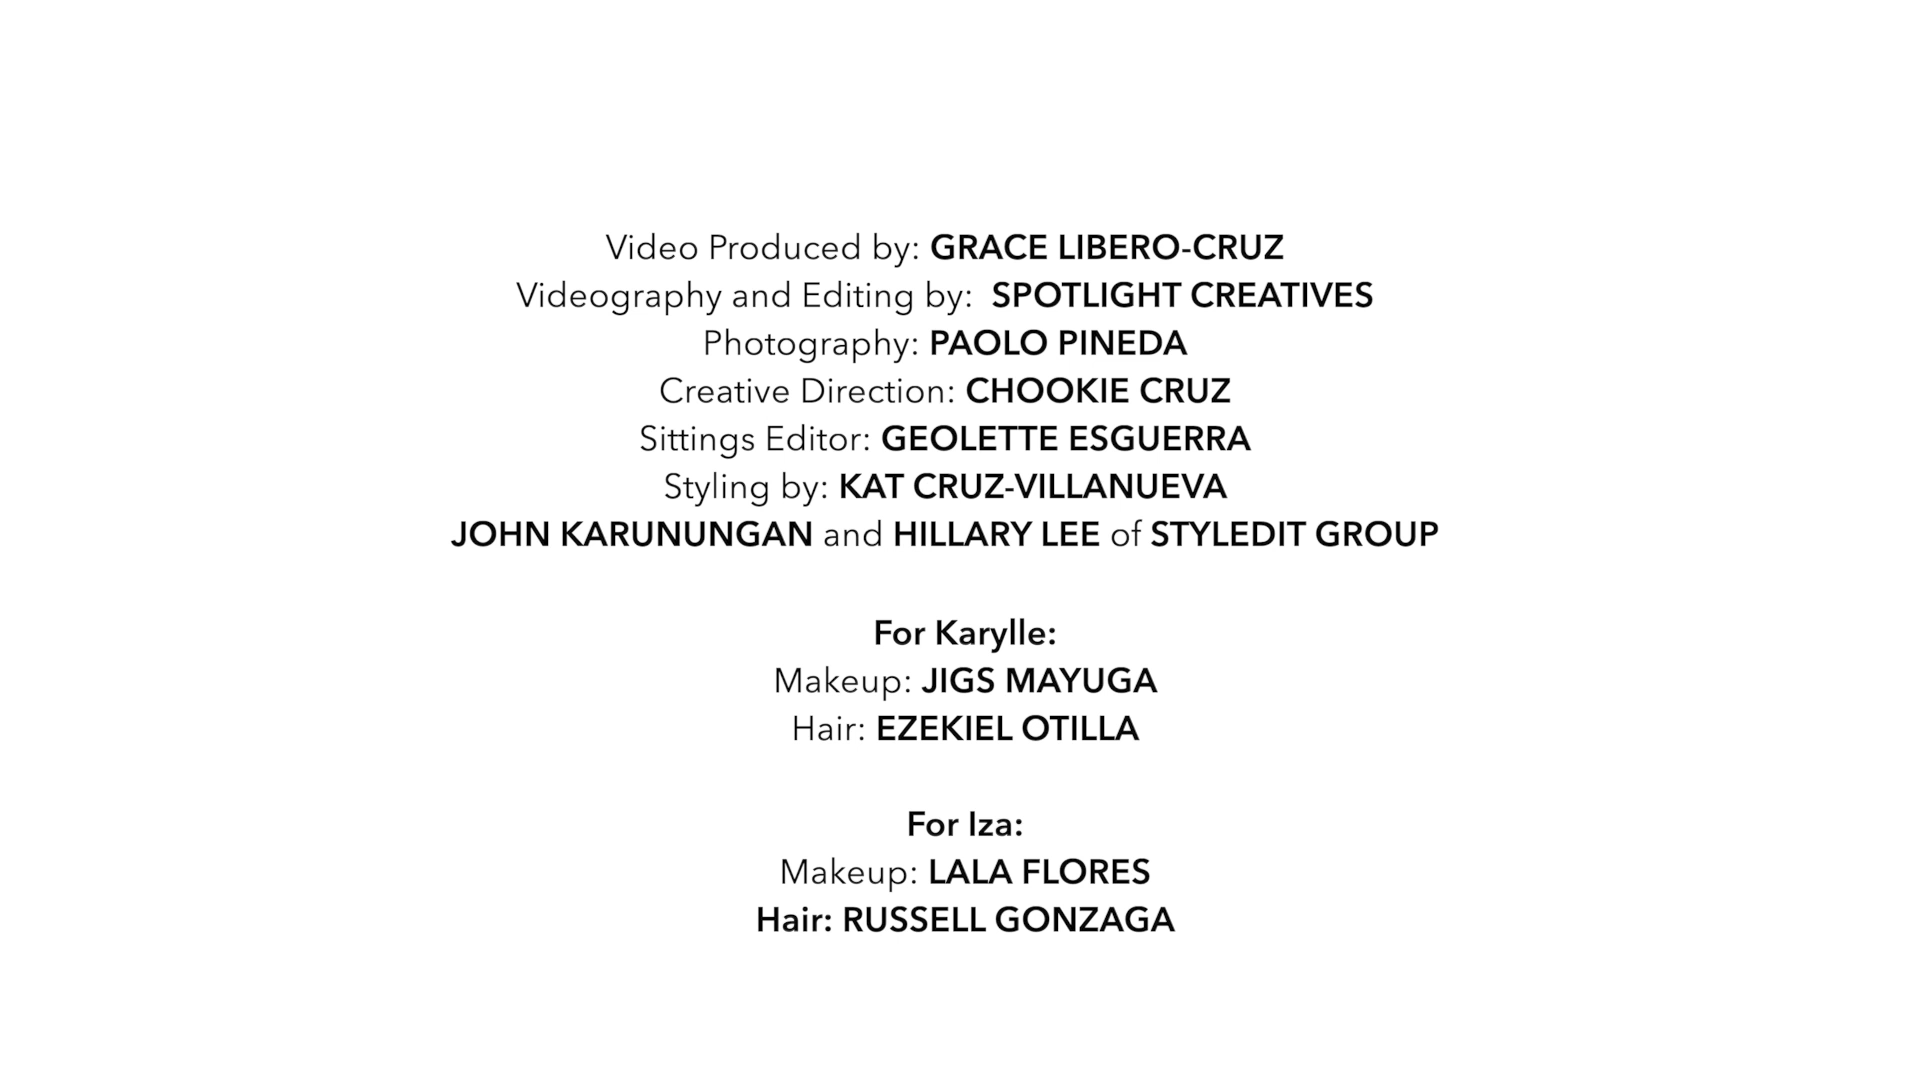 Video Produced by: GRACE LIBERO-CRUZ
Videography and Editing by:  SPOTLIGHT CREATIVES
Photography: PAOLO PINEDA
Creative Direction: CHOOKIE CRUZ
Sittings Editor: GEOLETTE ESGUERRA
Styling by: KAT CRUZ-VILLANUEVA
JOHN KARUNUNGAN and HILLARY LEE of STYLEDIT GROUP
For Karylle:
Makeup: JIGS MAYUGA
Hair: EZEKIEL OTILLA
For Iza:
Makeup: LALA FLORES
Hair: RUSSELL GONZAGA